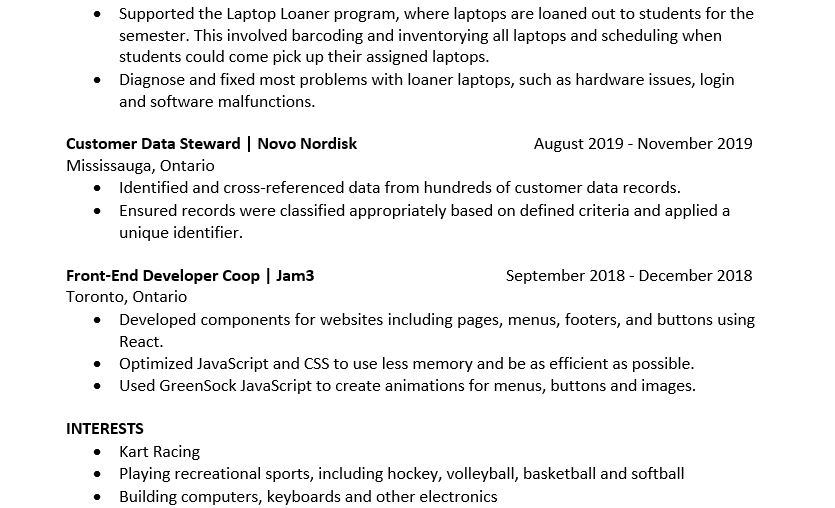 • Supported the Laptop Loaner program, where laptops are loaned out to students for the
semester. This involved barcoding and inventorying all laptops and scheduling when
students could come pick up their assigned laptops.
• Diagnose and fixed most problems with loaner laptops, such as hardware issues, login
and software malfunctions.
Customer Data Steward | Novo Nordisk August 2019 - November 2019
Mississauga, Ontario
• Identified and cross-referenced data from hundreds of customer data records.
• Ensured records were classified appropriately based on defined criteria and applied a
unique identifier.
Front-End Developer Coop | Jam3 September 2018 - December 2018
Toronto, Ontario
• Developed components for websites including pages, menus, footers, and buttons using
React.
• Optimized JavaScript and CSS to use less memory and be as efficient as possible.
• Used GreenSock JavaScript to create animations for menus, buttons and images.
INTERESTS
• Kart Racing
• Playing recreational sports, including hockey, volleyball, basketball and softball
• Building computers, keyboards and other electronics